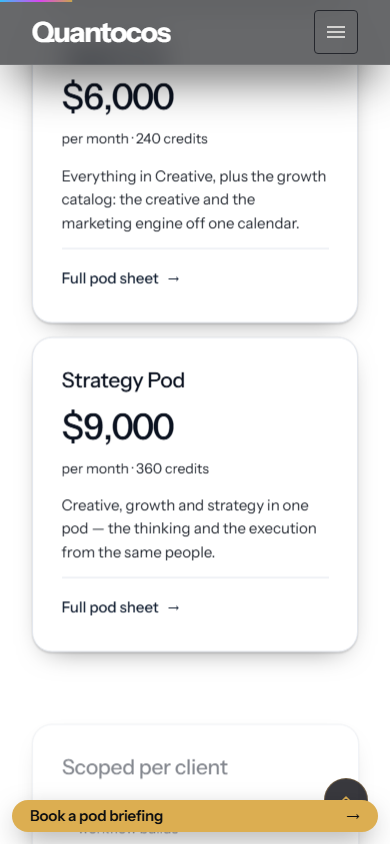 Quantocos
$6,000
per month · 240 credits
Everything in Creative, plus the growth
catalog: the creative and the
marketing engine off one calendar.
Full pod sheet →
Strategy Pod
$9,000
per month · 360 credits
Creative, growth and strategy in one
pod — the thinking and the execution
from the same people.
Full pod sheet →
Scoped per client
Book a pod briefing →